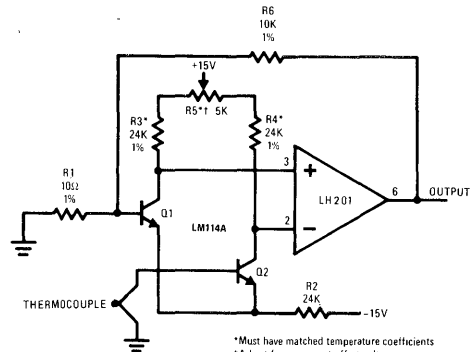 R6
10K
1%
+15V
R5*† 5K
R3*
24K
1%
R4*
24K
1%
R1
10Ω
1%
3
+
LH201
6
OUTPUT
2
−
Q1
LM114A
Q2
R2
24K
−15V
THERMOCOUPLE
*Must have matched temperature coefficients